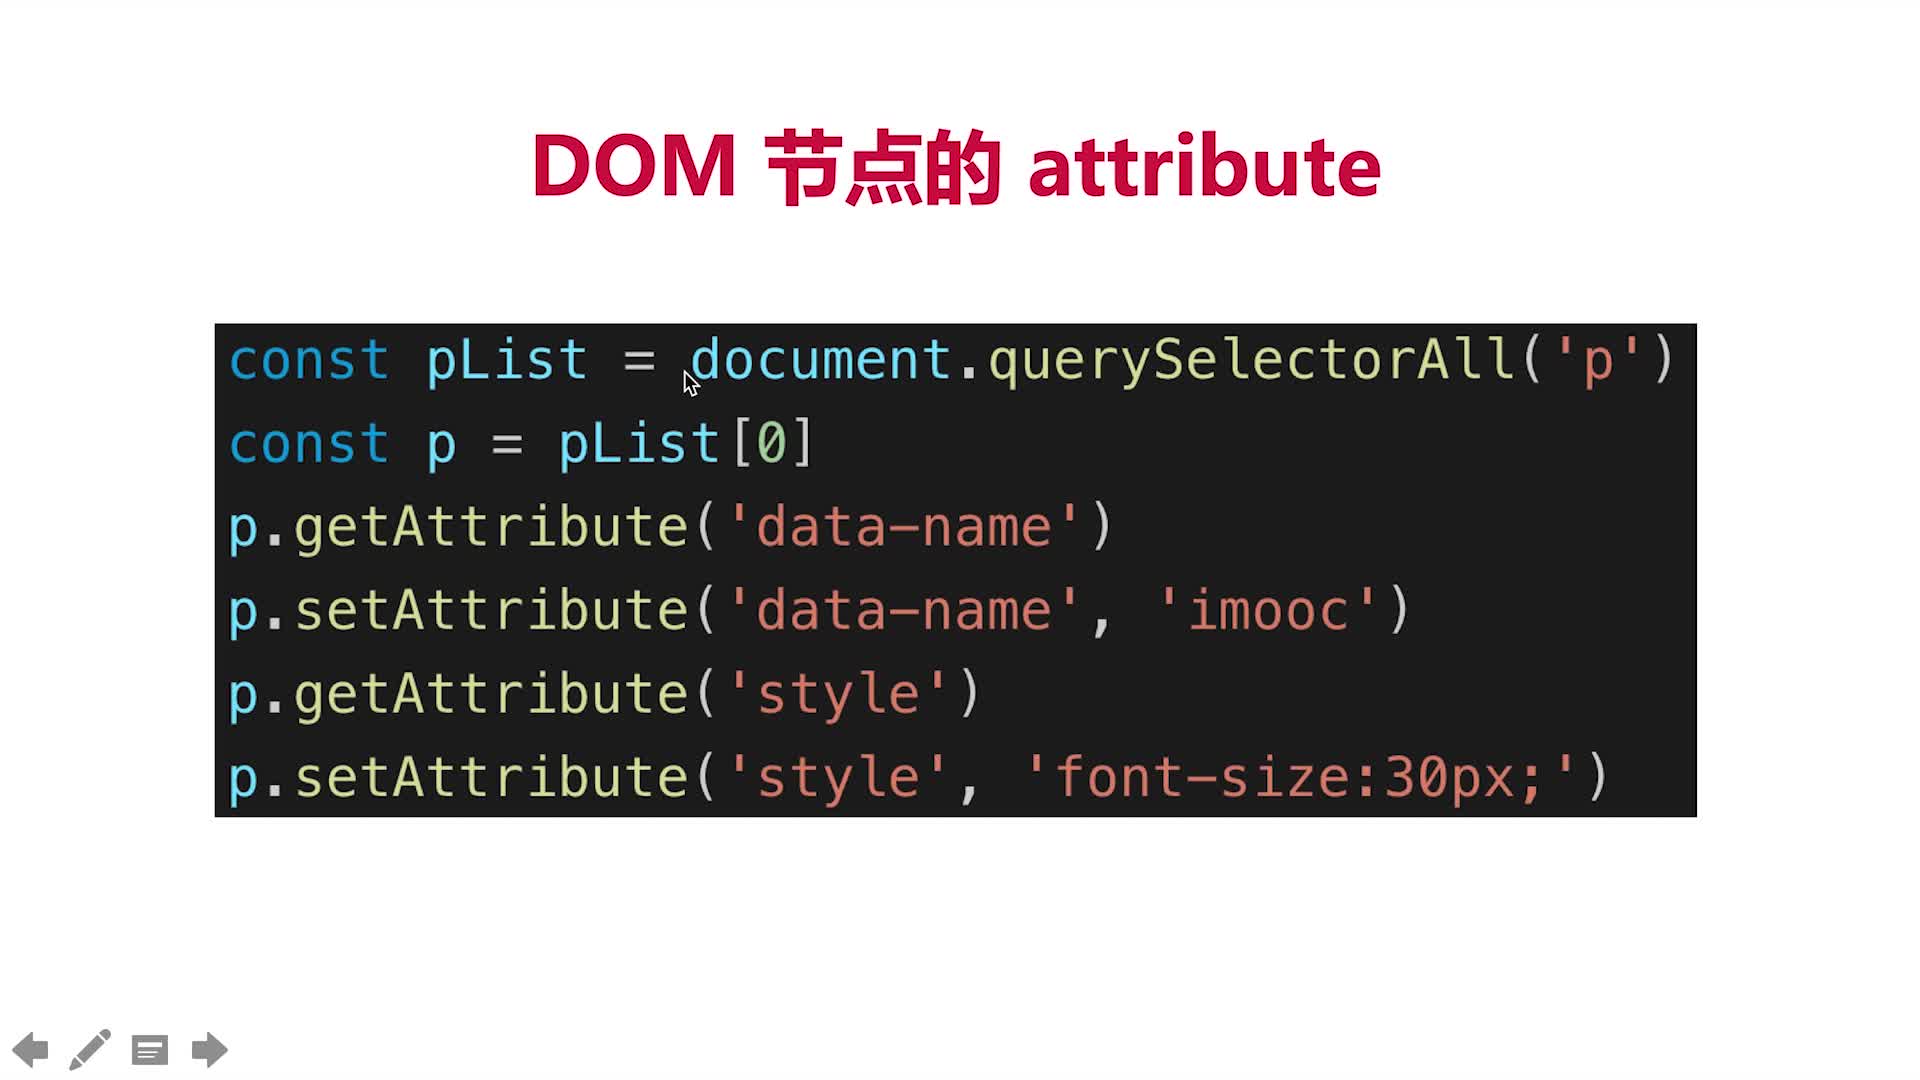 DOM 节点的 attribute
const pList = document.querySelectorAll('p')
const p = pList[0]
p.getAttribute('data-name')
p.setAttribute('data-name', 'imooc')
p.getAttribute('style')
p.setAttribute('style', 'font-size:30px;')